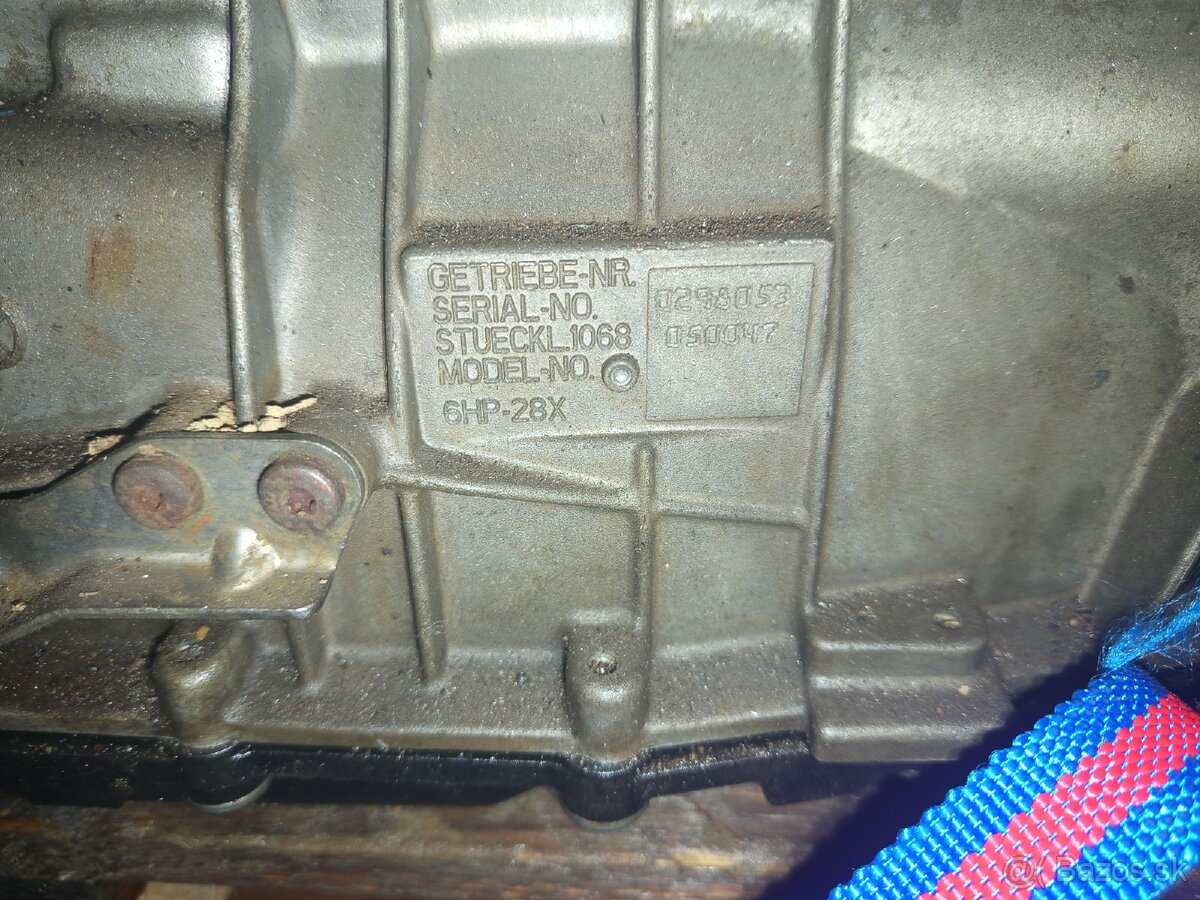 GETRIEBE-NR.
SERIAL-NO.
STUECKL.1068
MODEL-NO.
6HP-28X
0298053
050047
Bazos.sk